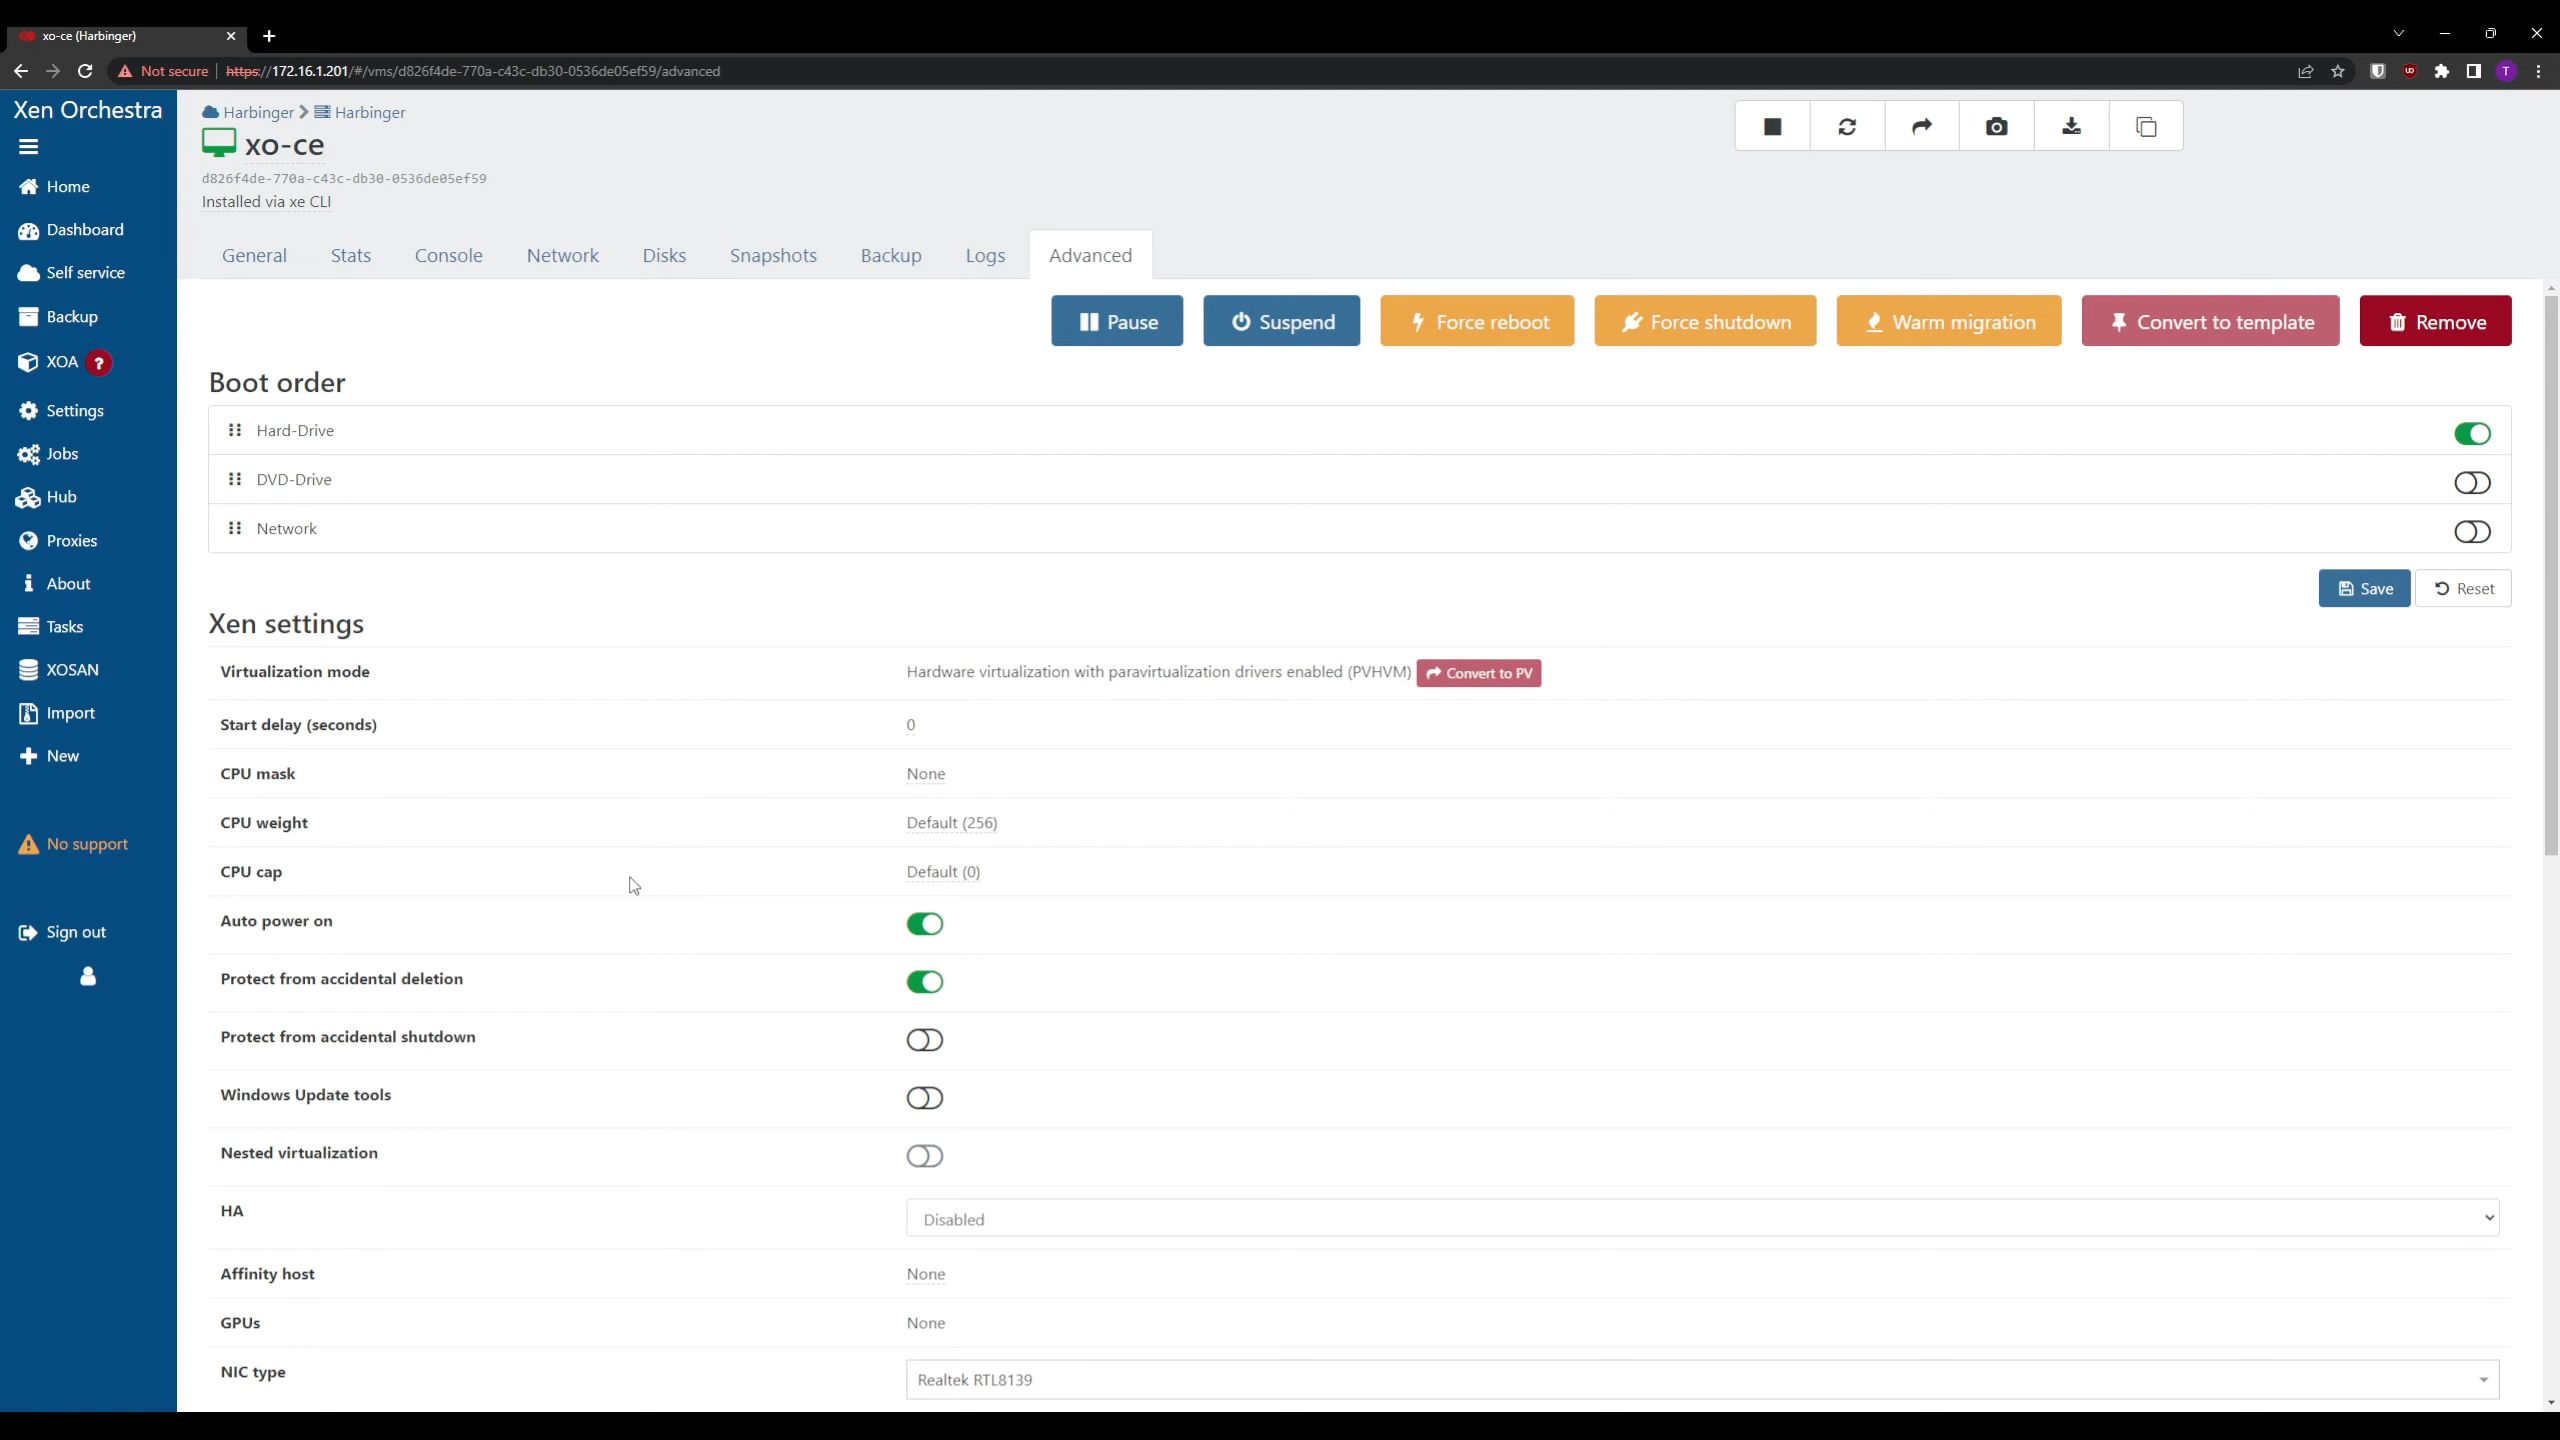 xo-ce (Harbinger)
Not secure https://172.16.1.201/#/vms/d826f4de-770a-c43c-db30-0536de05ef59/advanced
T
Xen Orchestra
Home
Dashboard
Self service
Backup
XOA ?
Settings
Jobs
Hub
Proxies
About
Tasks
XOSAN
Import
New
No support
Sign out
Harbinger Harbinger
xo-ce
d826f4de-770a-c43c-db30-0536de05ef59
Installed via xe CLI
General Stats Console Network Disks Snapshots Backup Logs Advanced
Pause Suspend Force reboot Force shutdown Warm migration Convert to template Remove
Boot order
Hard-Drive
DVD-Drive
Network
Save Reset
Xen settings
Virtualization mode Hardware virtualization with paravirtualization drivers enabled (PVHVM) Convert to PV
Start delay (seconds) 0
CPU mask None
CPU weight Default (256)
CPU cap Default (0)
Auto power on
Protect from accidental deletion
Protect from accidental shutdown
Windows Update tools
Nested virtualization
HA Disabled
Affinity host None
GPUs None
NIC type Realtek RTL8139